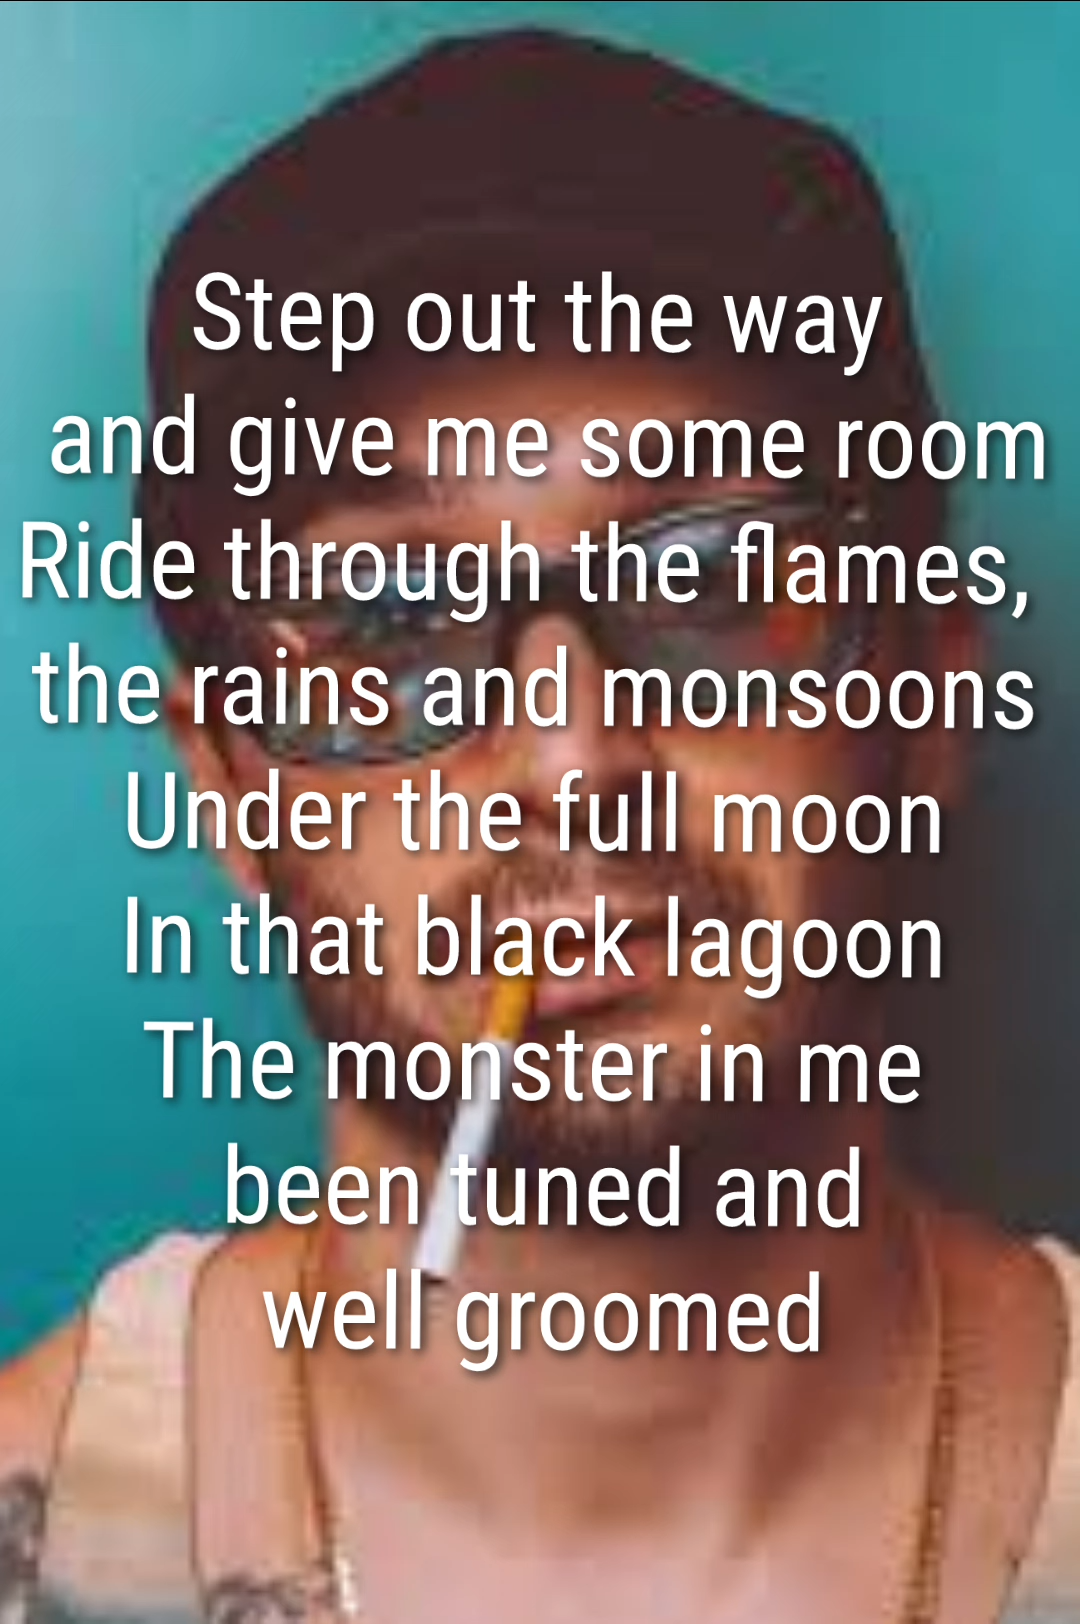 Step out the way
and give me some room
Ride through the flames,
the rains and monsoons
Under the full moon
In that black lagoon
The monster in me
been tuned and
well groomed